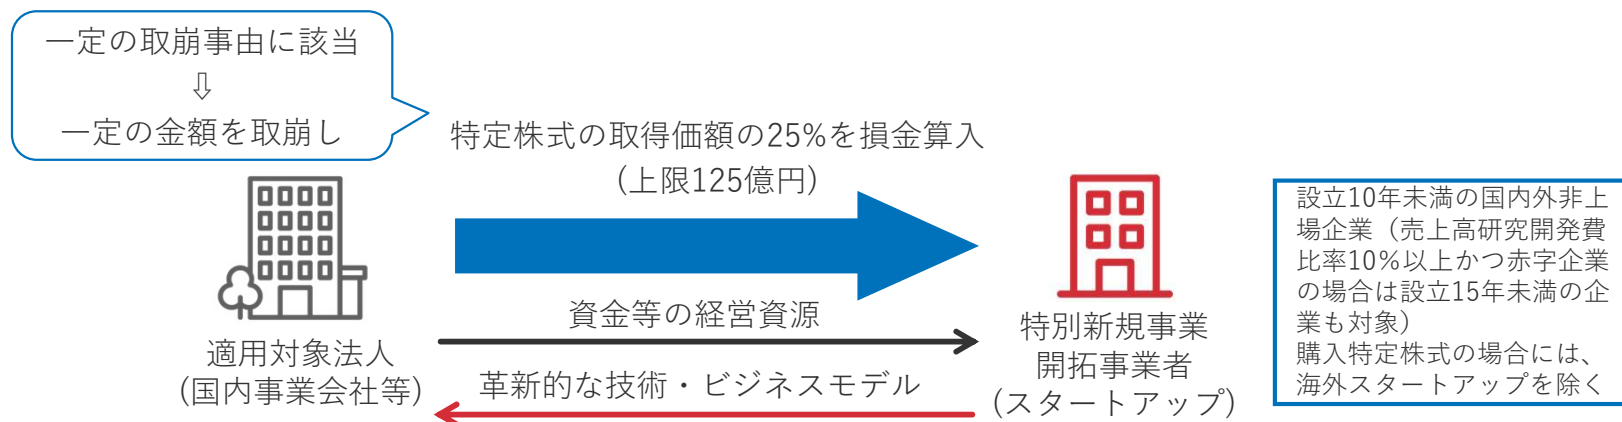 一定の取崩事由に該当
⇩
一定の金額を取崩し
特定株式の取得価額の25%を損金算入
(上限125億円)
資金等の経営資源
革新的な技術・ビジネスモデル
適用対象法人
(国内事業会社等)
特別新規事業
開拓事業者
(スタートアップ)
設立10年未満の国内外非上
場企業（売上高研究開発費
比率10％以上かつ赤字企業
の場合は設立15年未満の企
業も対象）
購入特定株式の場合には、
海外スタートアップを除く